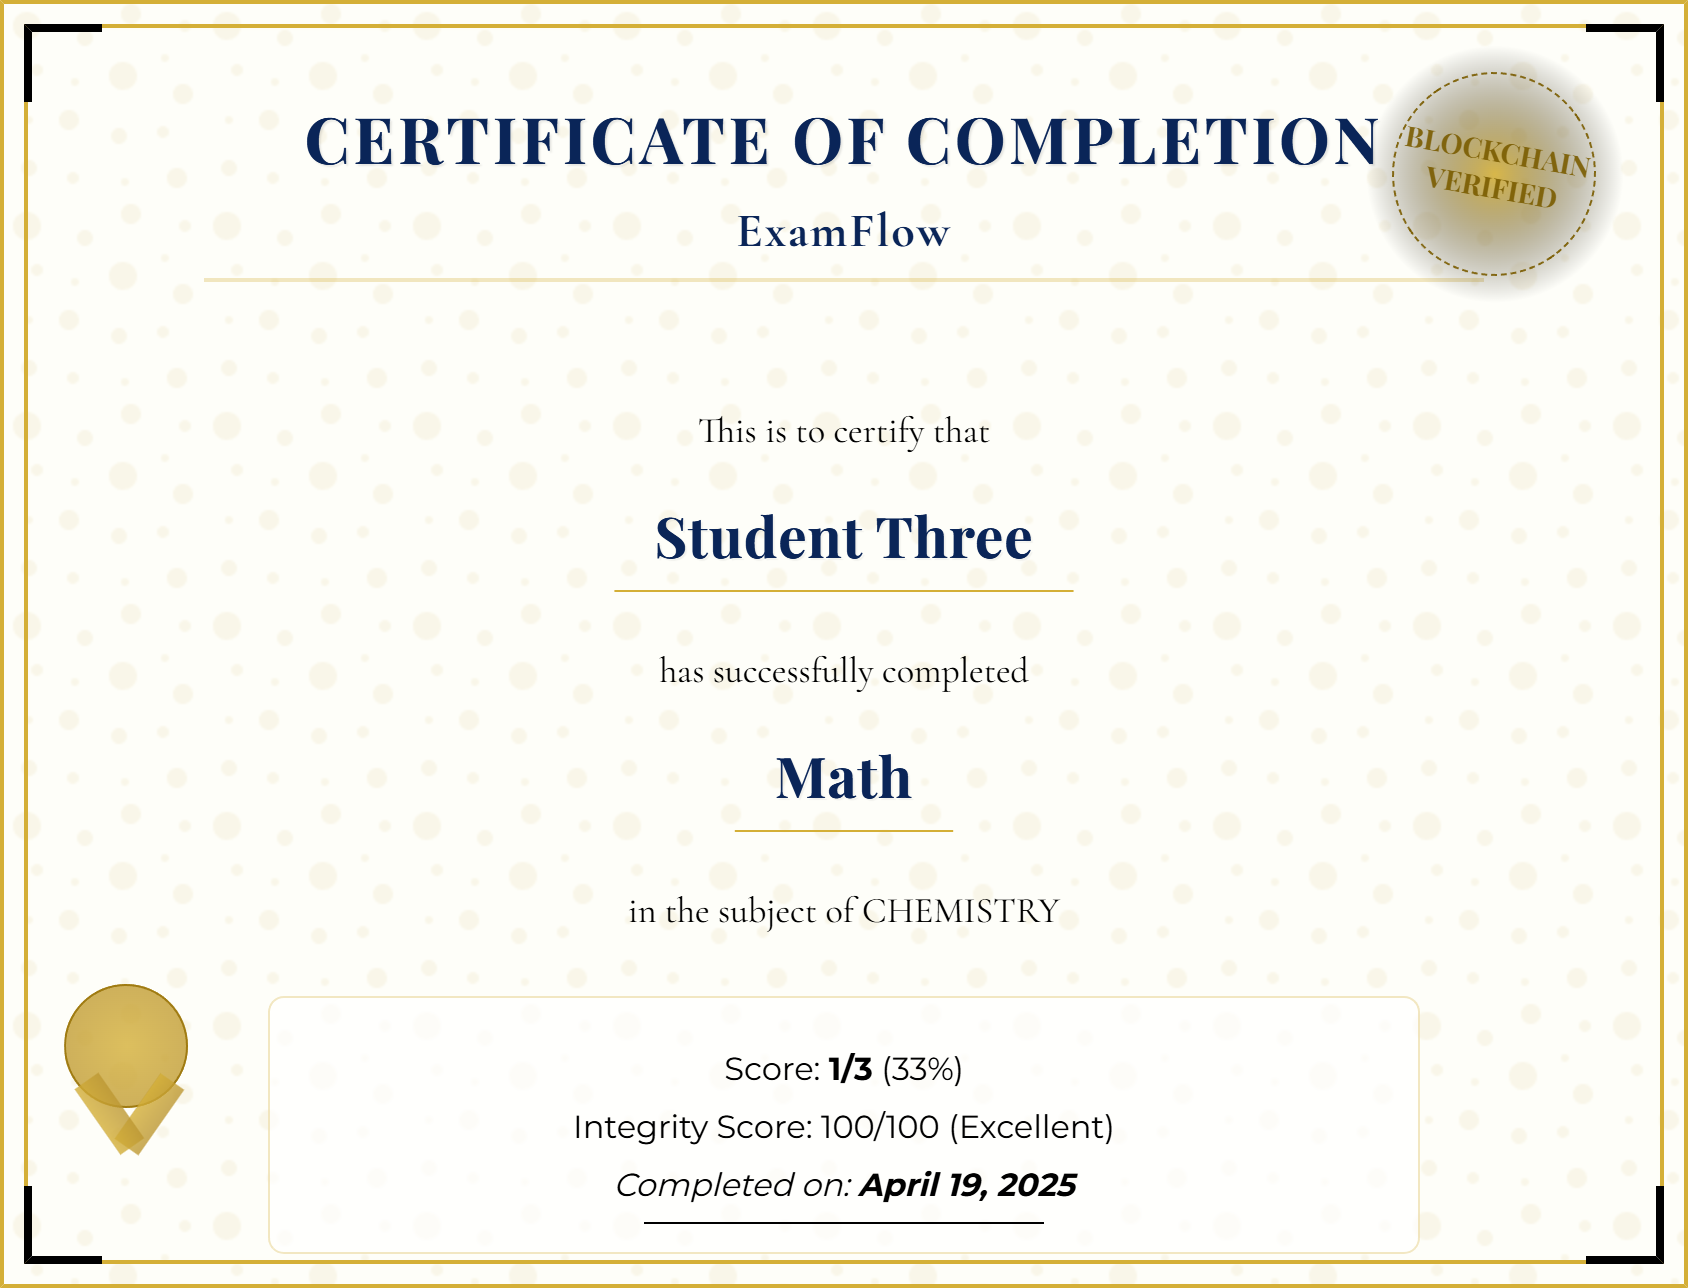 CERTIFICATE OF COMPLETION
BLOCKCHAIN
VERIFIED
ExamFlow
This is to certify that
Student Three
has successfully completed
Math
in the subject of CHEMISTRY
Score: 1/3 (33%)
Integrity Score: 100/100 (Excellent)
Completed on: April 19, 2025